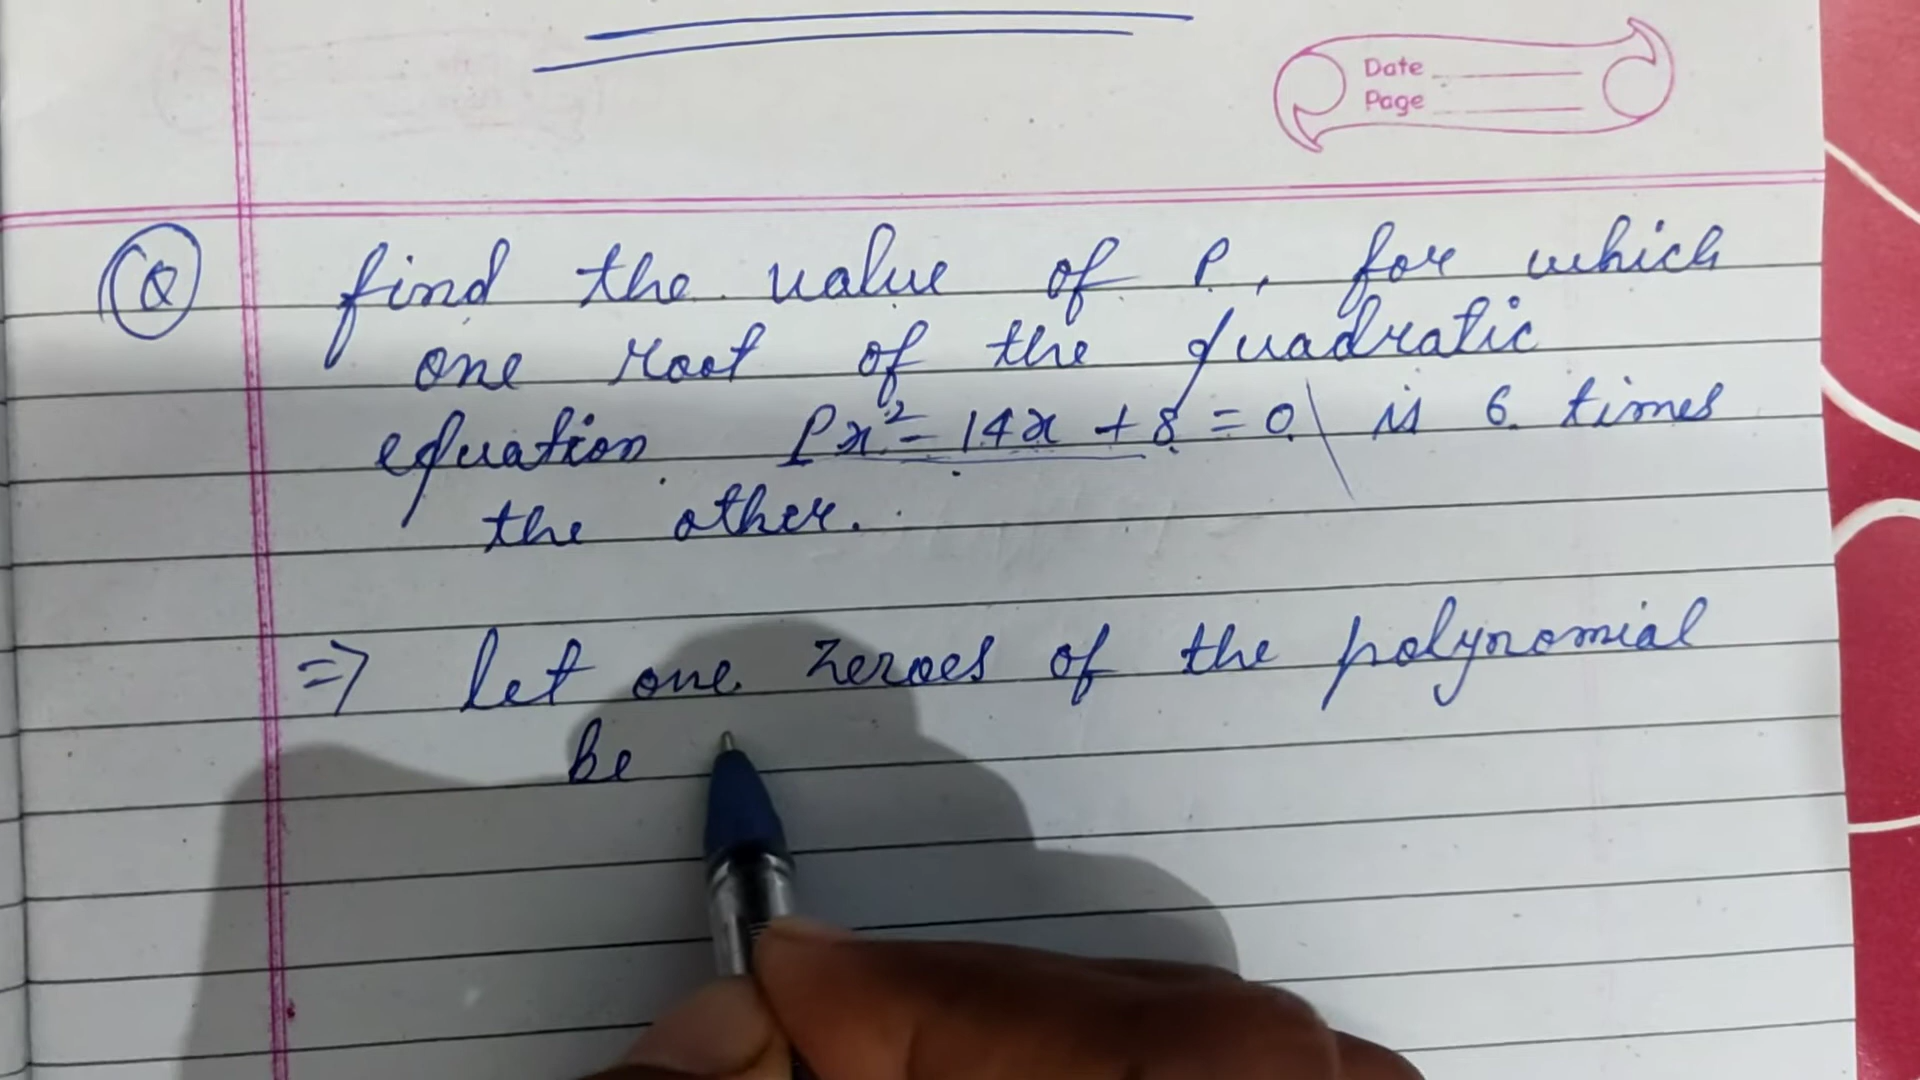 Date
Page
Q find the value of P, for which
one root of the quadratic
equation Px² - 14x + 8 = 0 is 6 times
the other.
=> let one zeroes of the polynomial
be